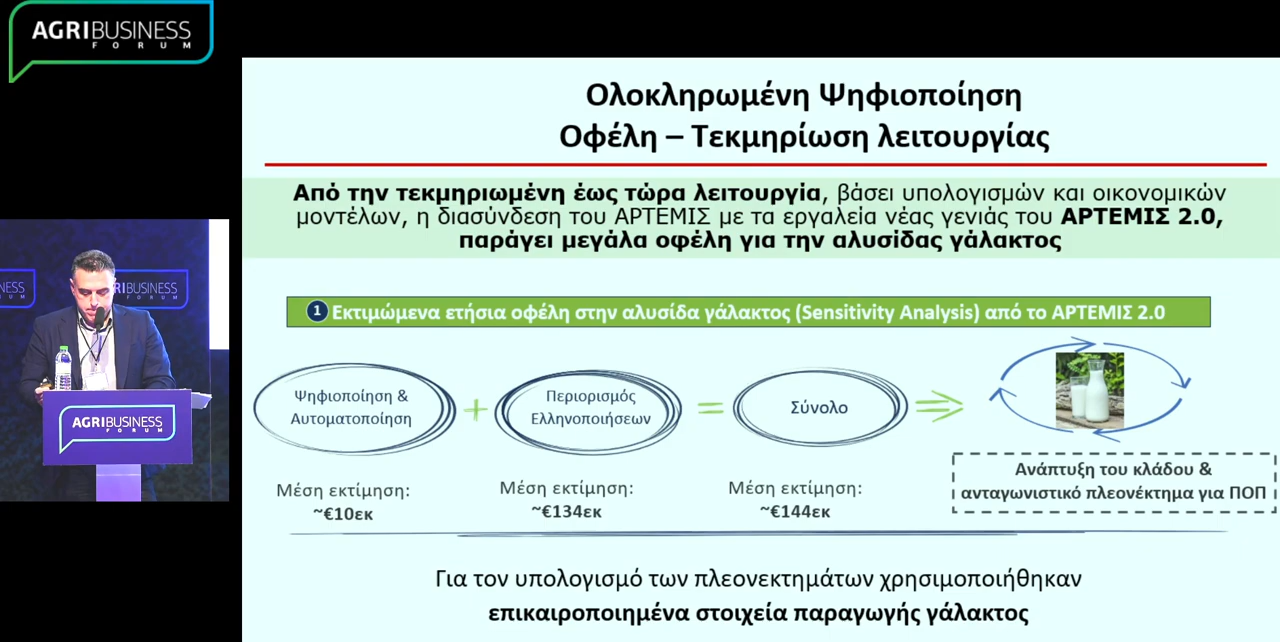 AGRIBUSINESS
FORUM
Ολοκληρωμένη Ψηφιοποίηση
Οφέλη – Τεκμηρίωση λειτουργίας
Από την τεκμηριωμένη έως τώρα λειτουργία, βάσει υπολογισμών και οικονομικών
μοντέλων, η διασύνδεση του ΑΡΤΕΜΙΣ με τα εργαλεία νέας γενιάς του ΑΡΤΕΜΙΣ 2.0,
παράγει μεγάλα οφέλη για την αλυσίδας γάλακτος
1 Εκτιμώμενα ετήσια οφέλη στην αλυσίδα γάλακτος (Sensitivity Analysis) από το ΑΡΤΕΜΙΣ 2.0
Ψηφιοποίηση &
Αυτοματοποίηση
+
Περιορισμός
Ελληνοποιήσεων
=
Σύνολο
Μέση εκτίμηση:
~€10εκ
Μέση εκτίμηση:
~€134εκ
Μέση εκτίμηση:
~€144εκ
Ανάπτυξη του κλάδου &
ανταγωνιστικό πλεονέκτημα για ΠΟΠ
Για τον υπολογισμό των πλεονεκτημάτων χρησιμοποιήθηκαν
επικαιροποιημένα στοιχεία παραγωγής γάλακτος
INESS
UM
RIBUSINESS
FORUM
AGRIBUSINESS
FORUM